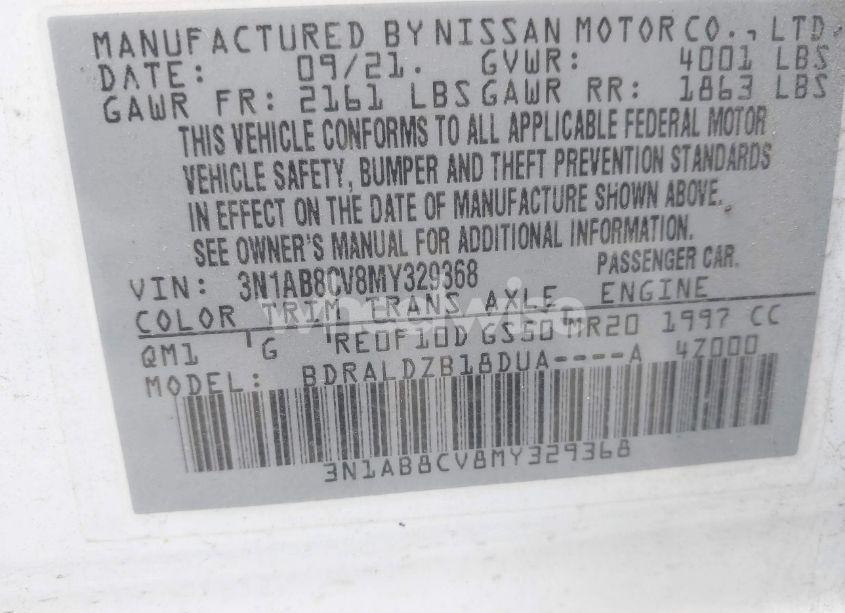 MANUFACTURED BY NISSAN MOTOR CO., LTD.
DATE: 09/21. GVWR: 4001 LBS
GAWR FR: 2161 LBS GAWR RR: 1863 LBS
THIS VEHICLE CONFORMS TO ALL APPLICABLE FEDERAL MOTOR
VEHICLE SAFETY, BUMPER AND THEFT PREVENTION STANDARDS
IN EFFECT ON THE DATE OF MANUFACTURE SHOWN ABOVE.
SEE OWNER'S MANUAL FOR ADDITIONAL INFORMATION.
VIN: 3N1AB8CV8MY329368 PASSENGER CAR.
COLOR TRIM TRANS AXLE ENGINE
QM1 G RE0F10D GS50 MR20 1997 CC
MODEL: BDRALDZB18DUA----A 4Z000
3N1AB8CV8MY329368